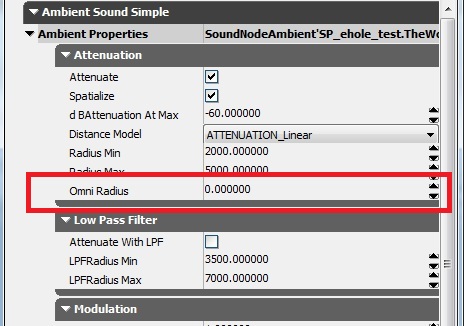 Ambient Sound Simple
Ambient Properties SoundNodeAmbient'SP_ehole_test.TheWo
Attenuation
Attenuate
Spatialize
d BAttenuation At Max -60.000000
Distance Model ATTENUATION_Linear
Radius Min 2000.000000
Radius Max 5000.000000
Omni Radius 0.000000
Low Pass Filter
Attenuate With LPF
LPFRadius Min 3500.000000
LPFRadius Max 7000.000000
Modulation